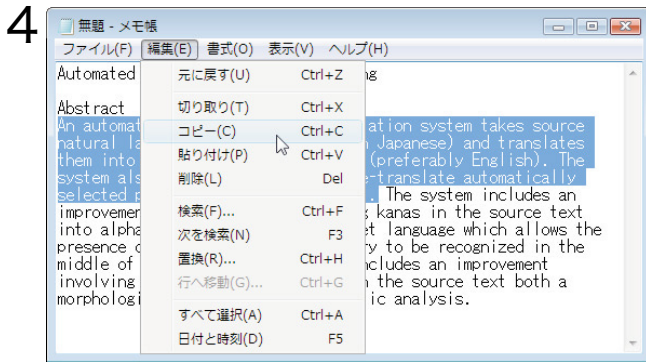 4
無題 - メモ帳
ファイル(F) 編集(E) 書式(O) 表示(V) ヘルプ(H)
元に戻す(U) Ctrl+Z
切り取り(T) Ctrl+X
コピー(C) Ctrl+C
貼り付け(P) Ctrl+V
削除(L) Del
検索(F)... Ctrl+F
次を検索(N) F3
置換(R)... Ctrl+H
行へ移動(G)... Ctrl+G
すべて選択(A) Ctrl+A
日付と時刻(D) F5
Automated
Abstract
An automat ation system takes source
natural la Japanese) and translates
them into (preferably English). The
system als e-translate automatically
selected p . The system includes an
improvemen kanas in the source text
into alpha et language which allows the
presence o ry to be recognized in the
middle of ncludes an improvement
involving the source text both a
morphologi ic analysis.